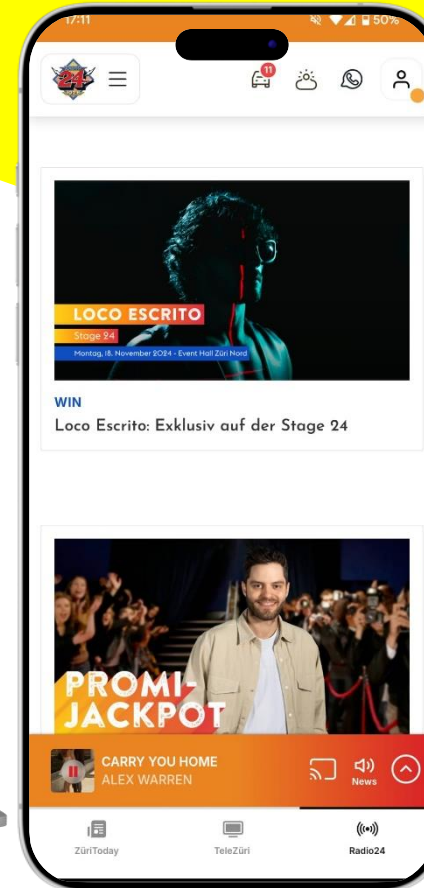 17:11
50%
24
11
LOCO ESCRITO
Stage 24
Montag, 18. November 2024 - Event Hall Züri Nord
WIN
Loco Escrito: Exklusiv auf der Stage 24
PROMI-
JACKPOT
CARRY YOU HOME
ALEX WARREN
News
ZüriToday
TeleZüri
Radio24